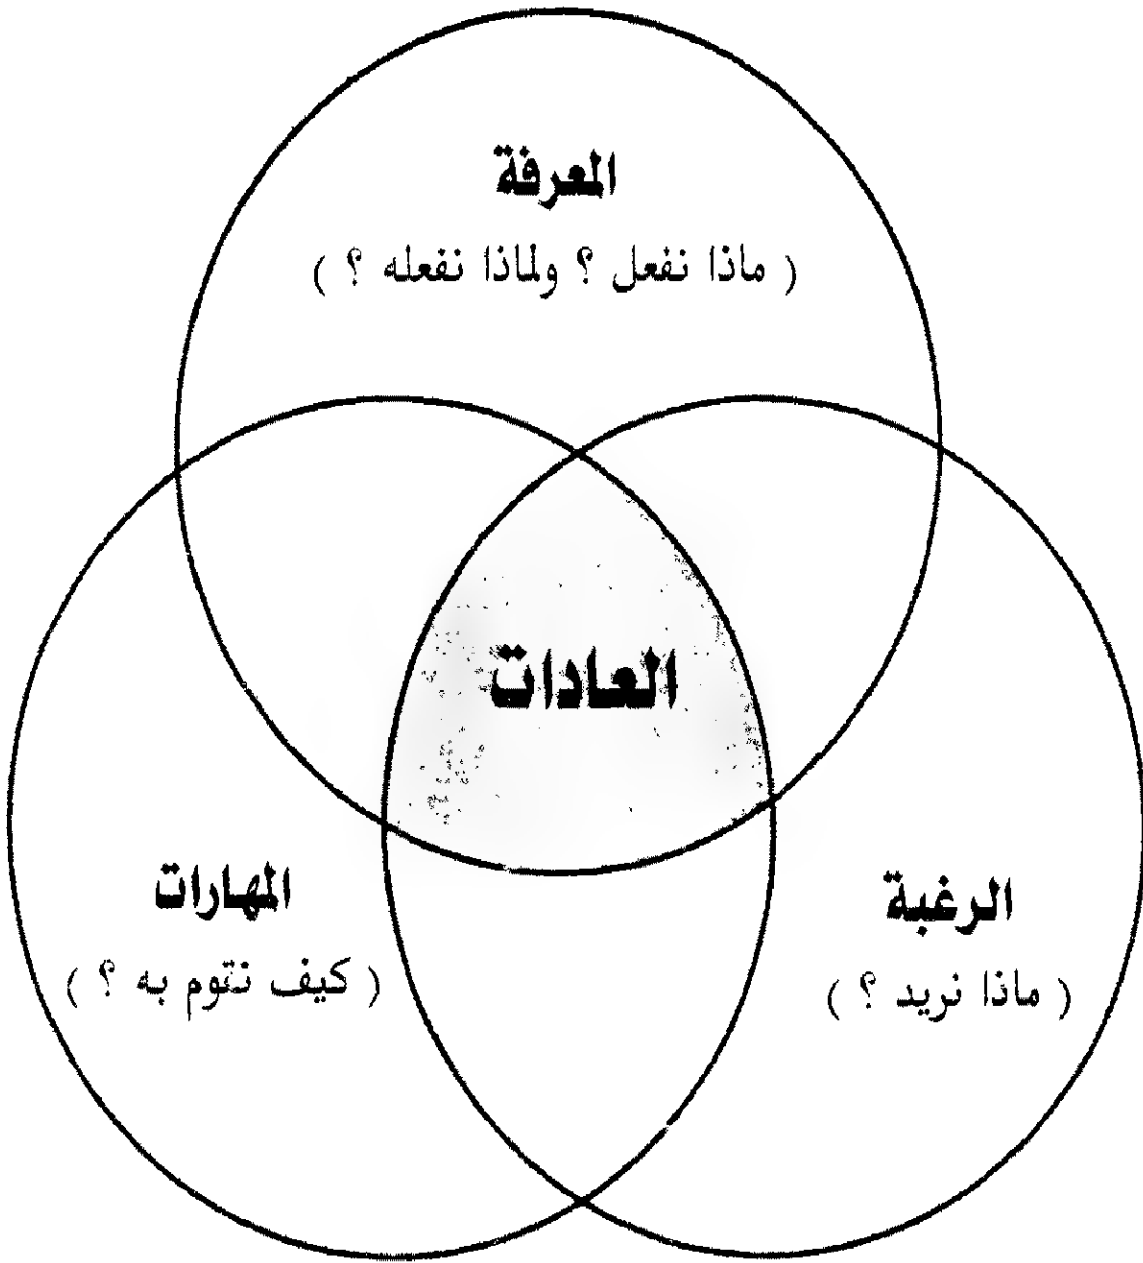 المعرفة
( ماذا نفعل ؟ ولماذا نفعله ؟ )
العادات
المهارات
( كيف نقوم به ؟ )
الرغبة
( ماذا نريد ؟ )